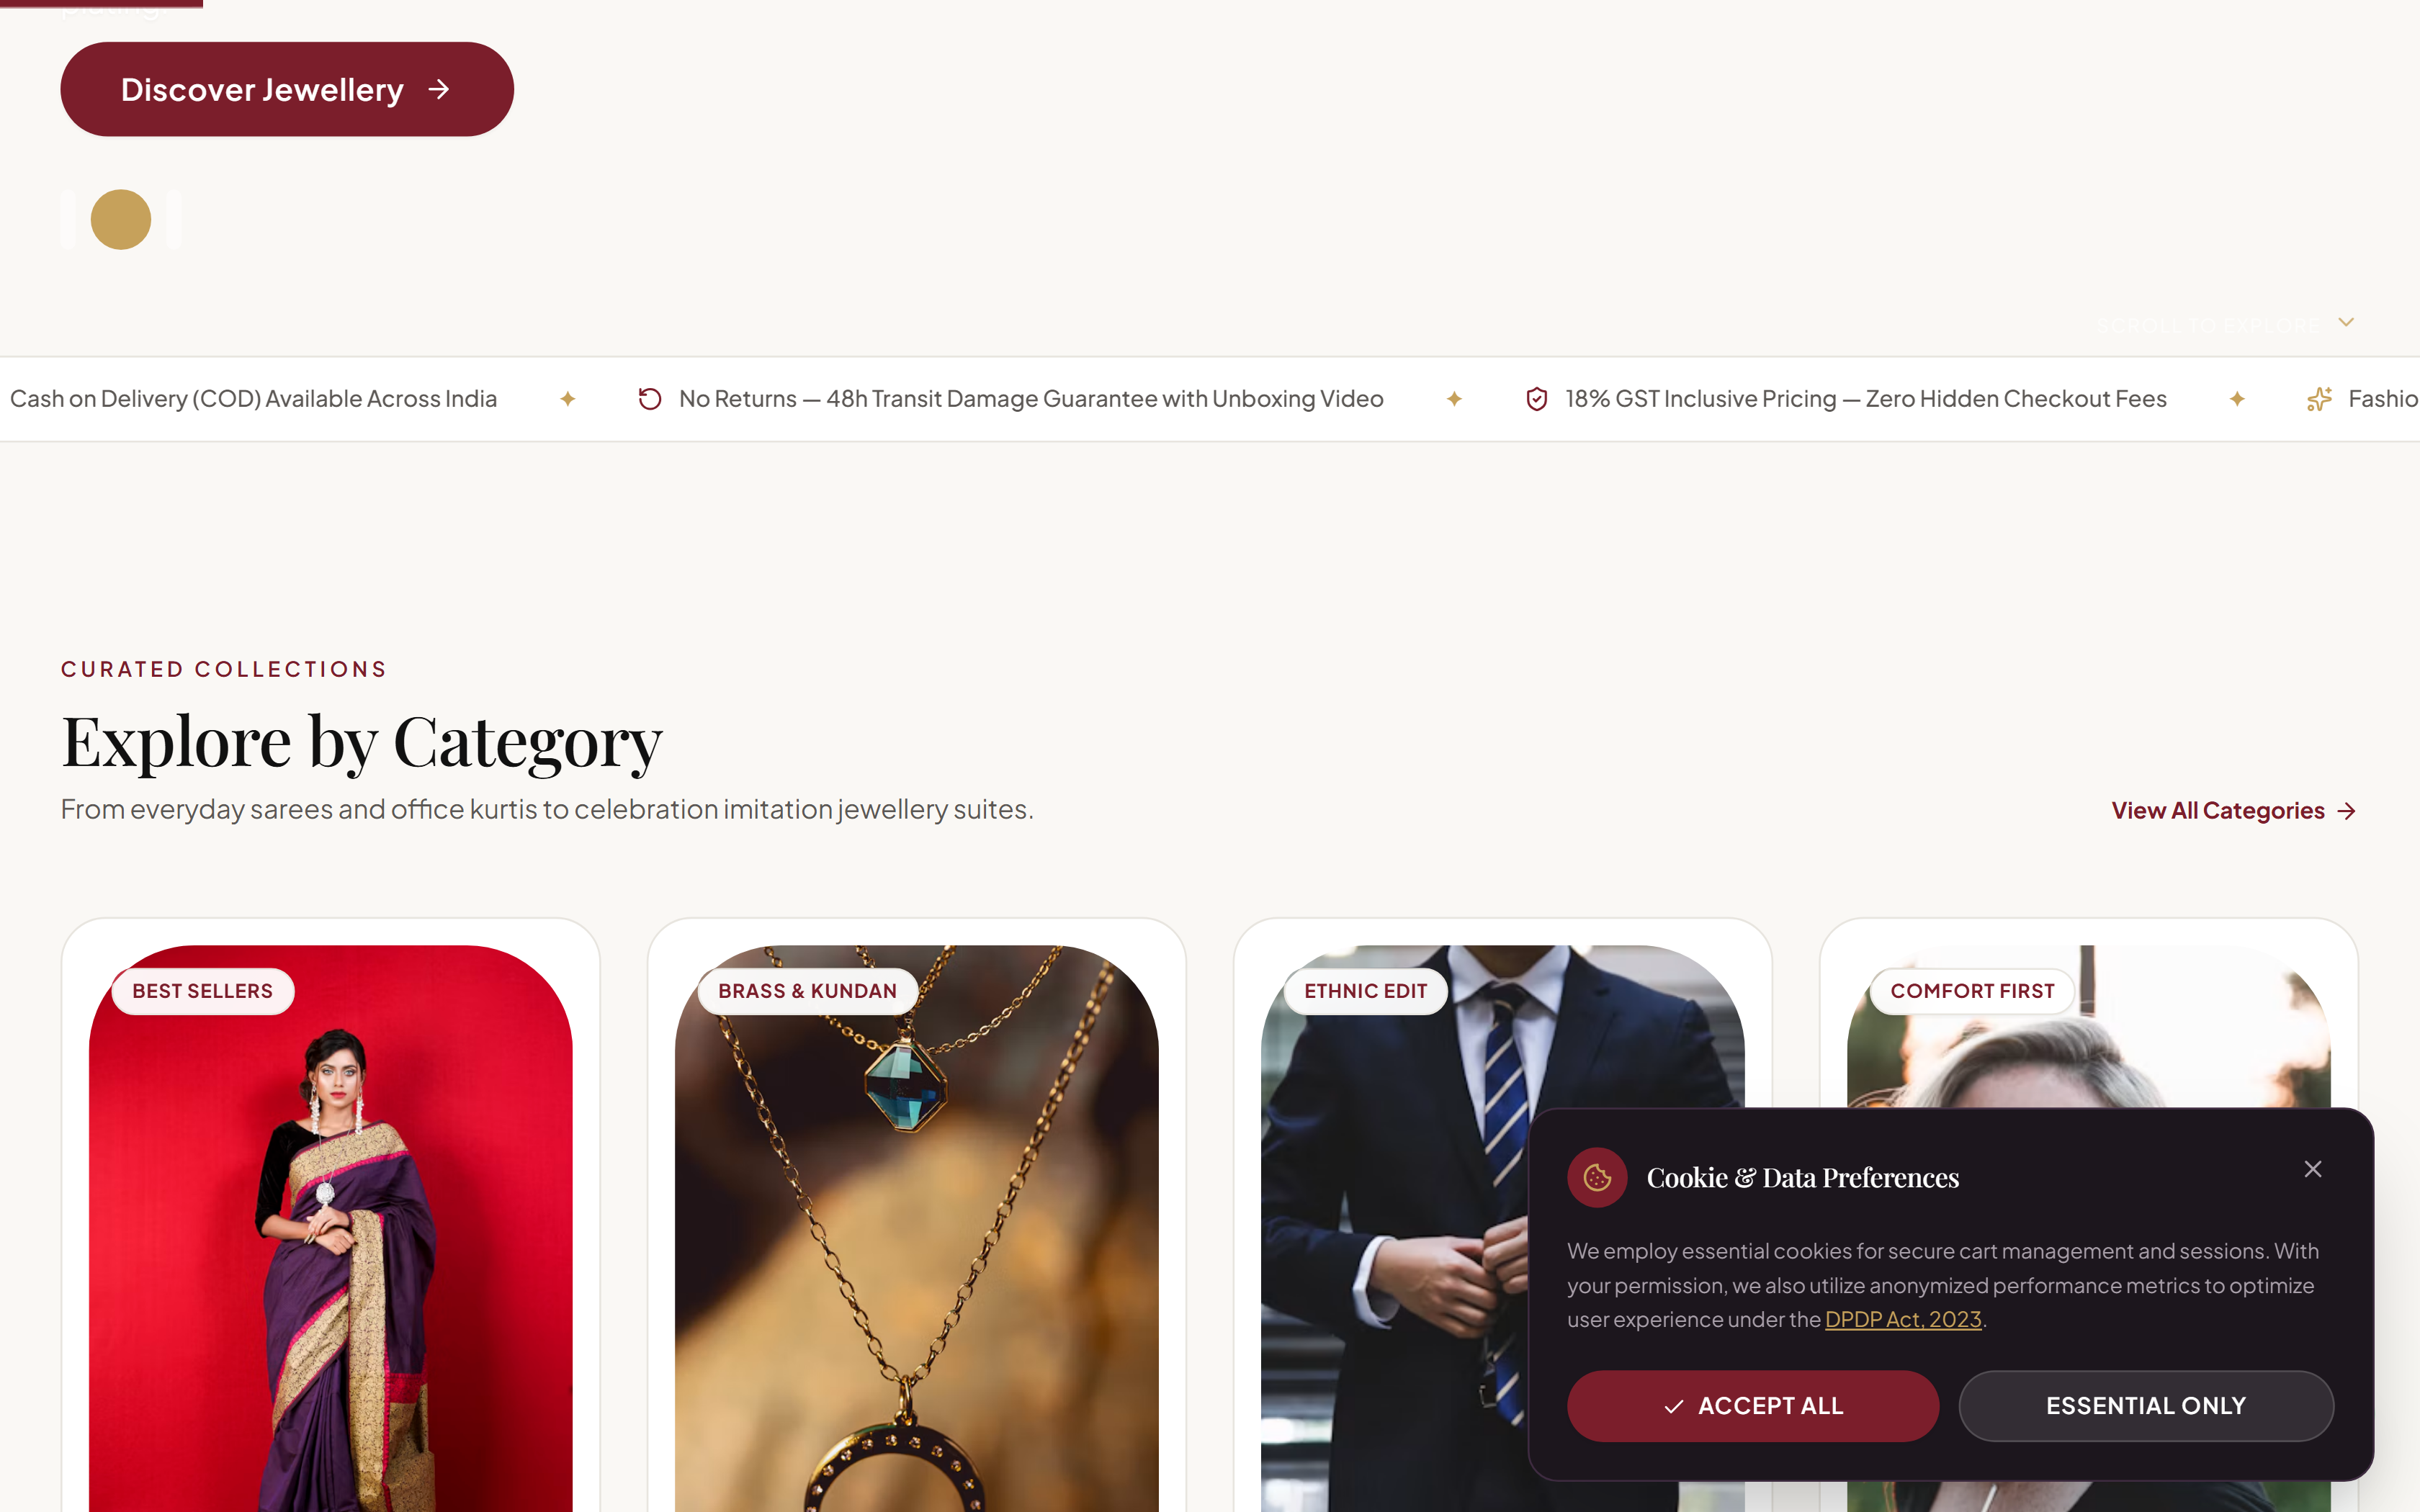 Discover Jewellery
SCROLL TO EXPLORE
Cash on Delivery (COD) Available Across India
No Returns — 48h Transit Damage Guarantee with Unboxing Video
18% GST Inclusive Pricing — Zero Hidden Checkout Fees
Fashio
CURATED COLLECTIONS
Explore by Category
From everyday sarees and office kurtis to celebration imitation jewellery suites.
View All Categories
BEST SELLERS
BRASS & KUNDAN
ETHNIC EDIT
COMFORT FIRST
Cookie & Data Preferences
We employ essential cookies for secure cart management and sessions. With
your permission, we also utilize anonymized performance metrics to optimize
user experience under the DPDP Act, 2023.
ACCEPT ALL
ESSENTIAL ONLY